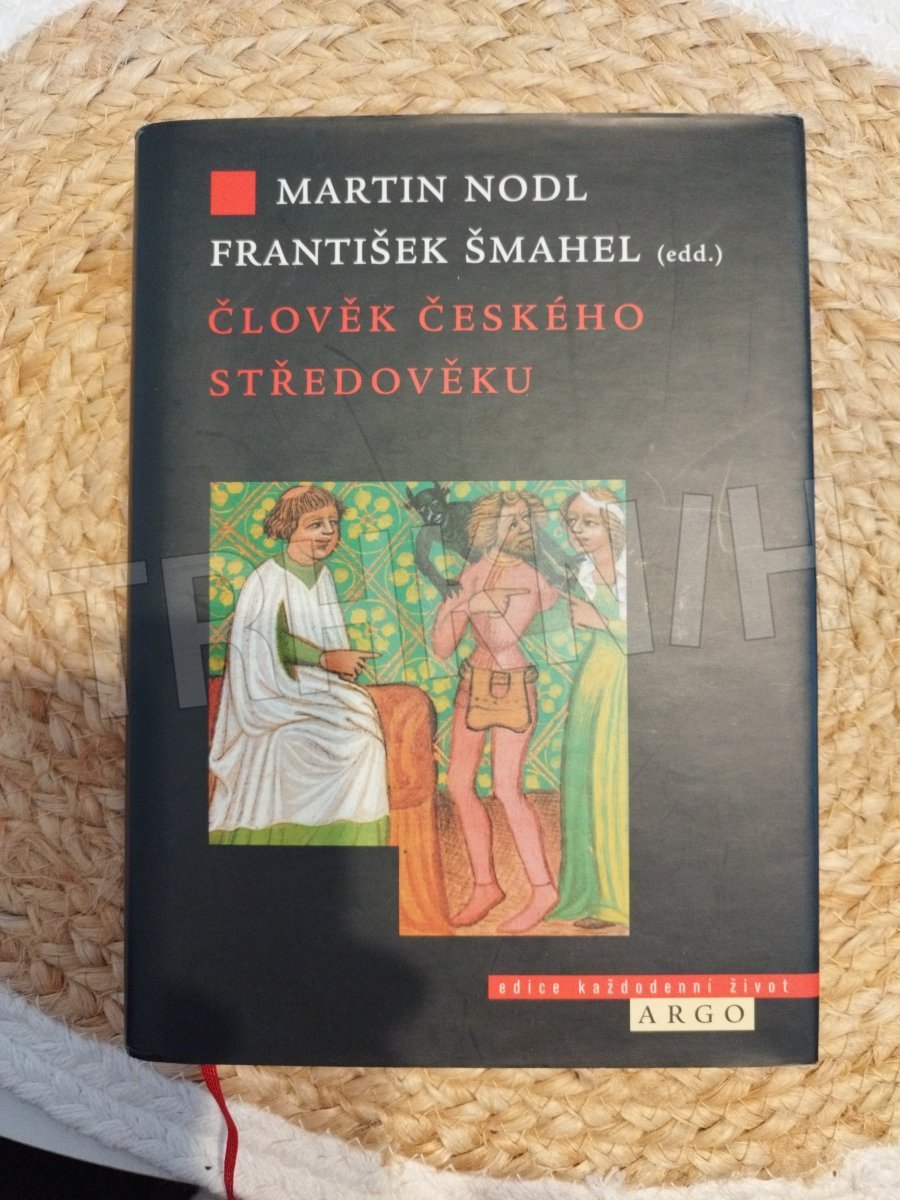 MARTIN NODL
FRANTIŠEK ŠMAHEL (edd.)
ČLOVĚK ČESKÉHO
STŘEDOVĚKU
edice každodenní život
ARGO